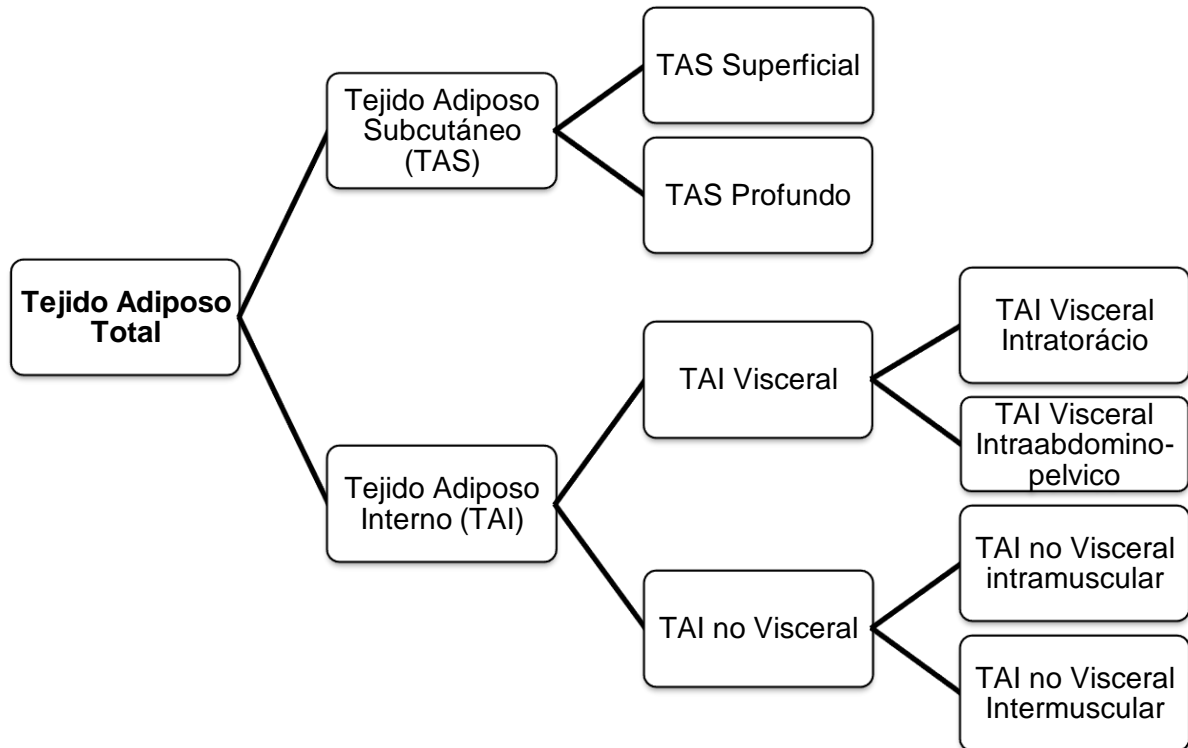 TAS Superficial
Tejido Adiposo
Subcutáneo
(TAS)
TAS Profundo
Tejido Adiposo
Total
TAI Visceral
Intratorácio
TAI Visceral
TAI Visceral
Intraabdomino-
pelvico
Tejido Adiposo
Interno (TAI)
TAI no Visceral
intramuscular
TAI no Visceral
TAI no Visceral
Intermuscular